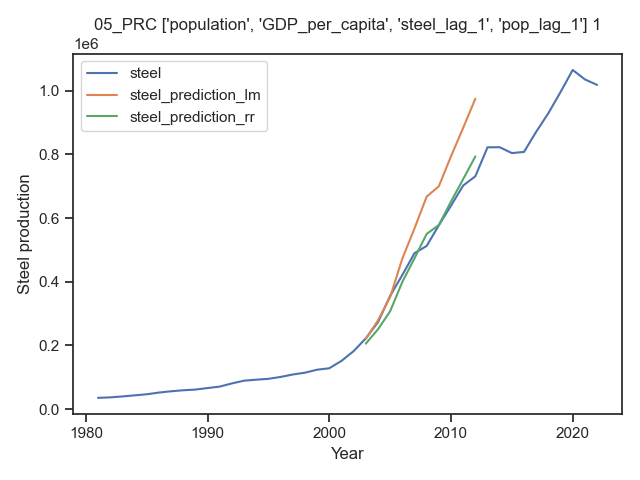 05_PRC ['population', 'GDP_per_capita', 'steel_lag_1', 'pop_lag_1'] 1
1e6
steel
steel_prediction_lm
steel_prediction_rr
1.0
0.8
0.6
0.4
0.2
0.0
Steel production
1980
1990
2000
2010
2020
Year